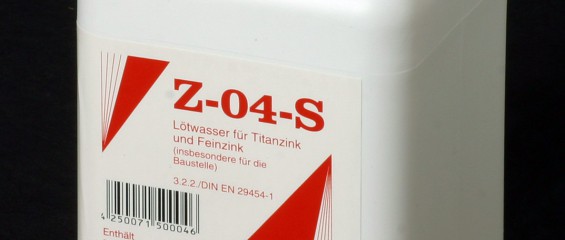 Z-04-S
Lötwasser für Titanzink
und Feinzink
(insbesondere für die
Baustelle)
3.2.2./DIN EN 29454-1
4 250071 500046
Enthält